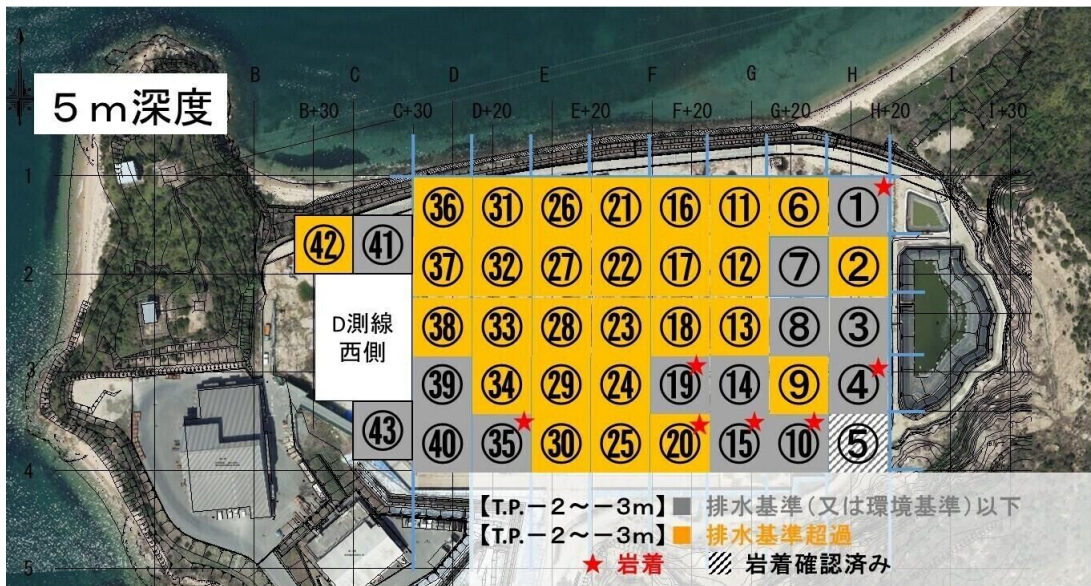 5m深度
B C D E F G H I
B+30 C+30 D+20 E+20 F+20 G+20 H+20 I+30
1
㊱ ㉛ ㉖ ㉑ ⑯ ⑪ ⑥ ①
㊷ ㊶
2
㊲ ㉜ ㉗ ㉒ ⑰ ⑫ ⑦ ②
D測線
西側
㊳ ㉝ ㉘ ㉓ ⑱ ⑬ ⑧ ③
3
㊴ ㉞ ㉙ ㉔ ⑲ ⑭ ⑨ ④
㊸ ㊵ ㉟ ㉚ ㉕ ⑳ ⑮ ⑩ ⑤
4
【T.P.－2～－3m】 排水基準(又は環境基準)以下
【T.P.－2～－3m】 排水基準超過
★ 岩着 岩着確認済み
5